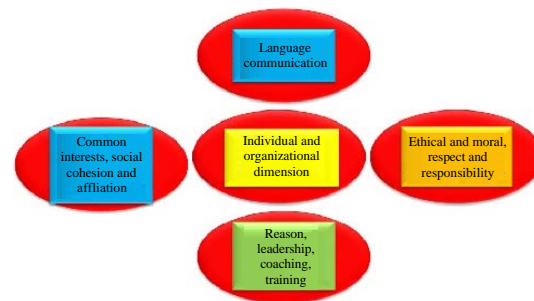 Language
communication
Common
interests, social
cohesion and
affliation
Individual and
organizational
dimension
Ethical and moral,
respect and
responsibility
Reason,
leadership,
coaching,
training